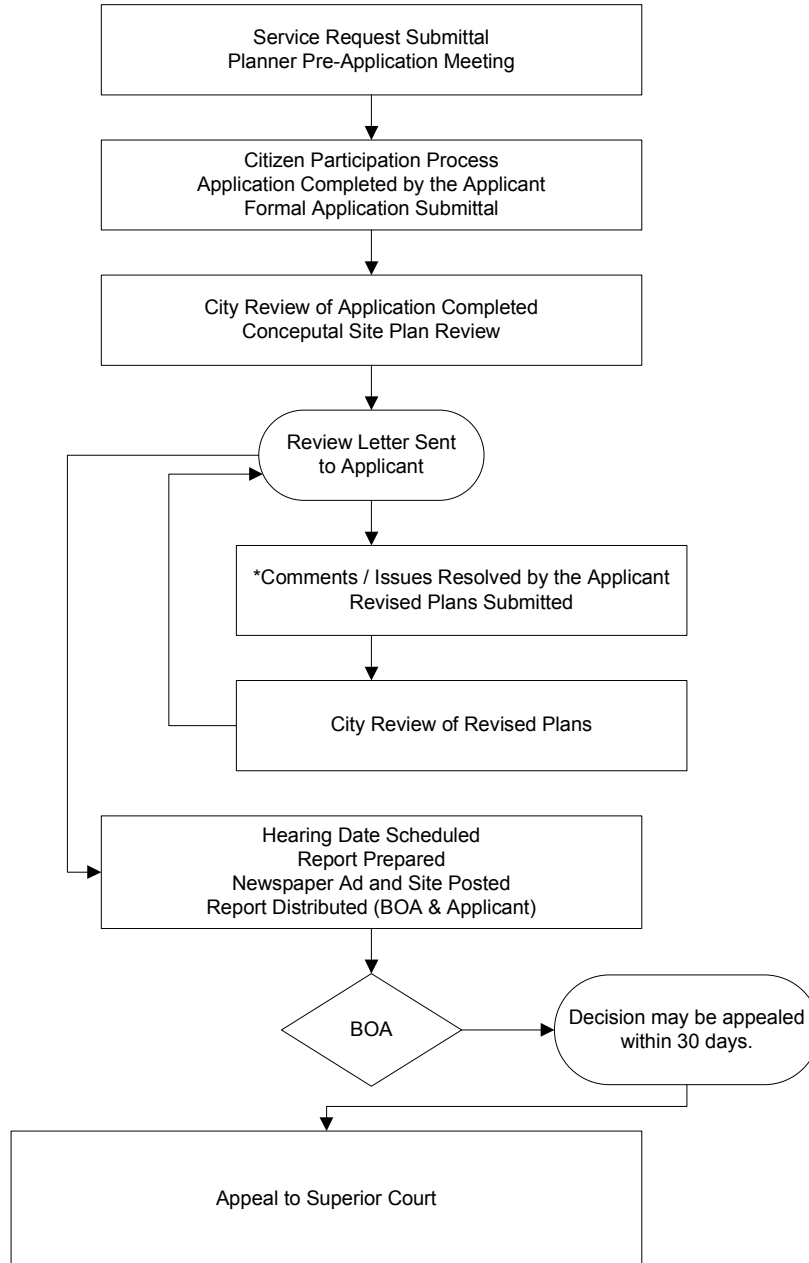 Service Request Submittal
Planner Pre-Application Meeting
Citizen Participation Process
Application Completed by the Applicant
Formal Application Submittal
City Review of Application Completed
Conceputal Site Plan Review
Review Letter Sent
to Applicant
*Comments / Issues Resolved by the Applicant
Revised Plans Submitted
City Review of Revised Plans
Hearing Date Scheduled
Report Prepared
Newspaper Ad and Site Posted
Report Distributed (BOA & Applicant)
BOA
Decision may be appealed
within 30 days.
Appeal to Superior Court